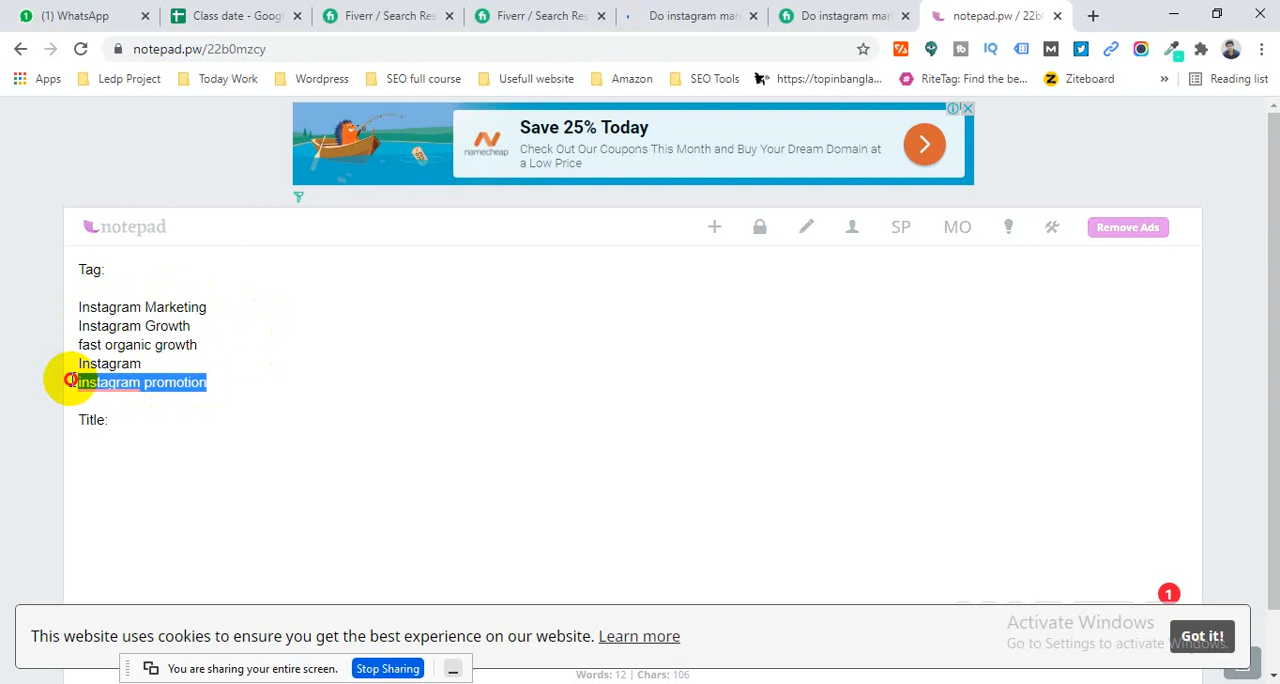 (1) WhatsApp
Class date - Goog
Fiverr / Search Res
Fiverr / Search Res
Do instagram mar
Do instagram mar
notepad.pw / 22b
notepad.pw/22b0mzcy
Apps
Ledp Project
Today Work
Wordpress
SEO full course
Usefull website
Amazon
SEO Tools
https://topinbangla...
RiteTag: Find the be...
Ziteboard
Reading list
namecheap
Save 25% Today
Check Out Our Coupons This Month and Buy Your Dream Domain at
a Low Price
notepad
SP
MO
Remove Ads
Tag:
Instagram Marketing
Instagram Growth
fast organic growth
Instagram
instagram promotion
Title:
1
This website uses cookies to ensure you get the best experience on our website. Learn more
Got it!
Activate Windows
Go to Settings to activate Windows.
You are sharing your entire screen.
Stop Sharing
Words: 12 | Chars: 106